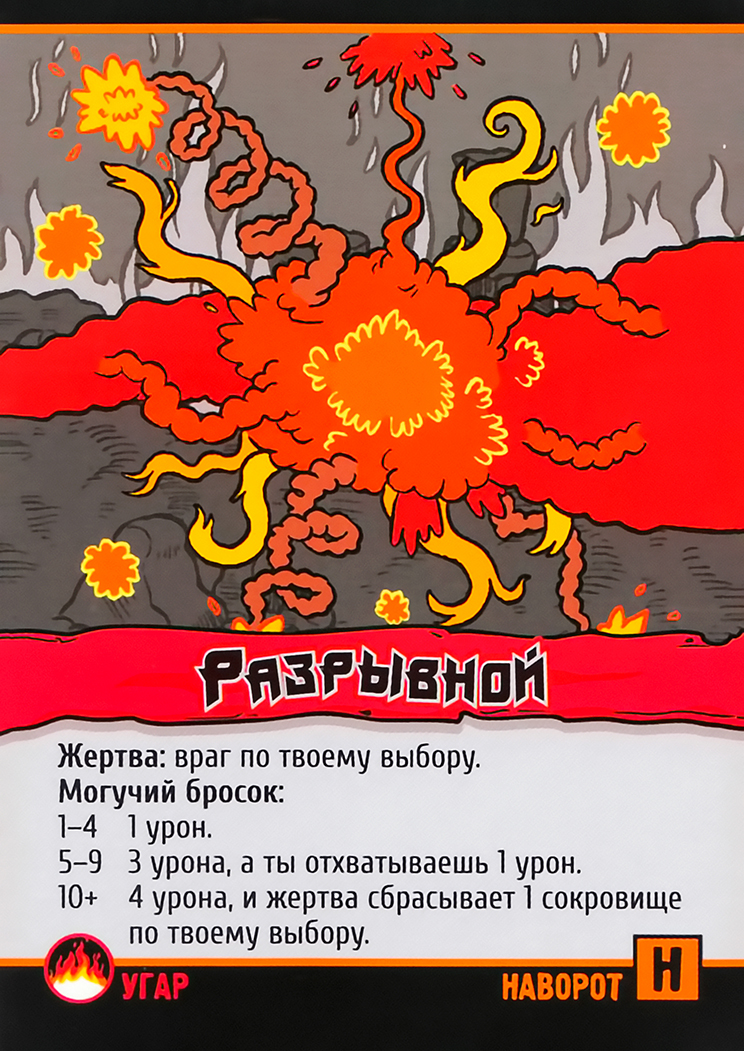 Разрывной
Жертва: враг по твоему выбору.
Могучий бросок:
1–4 1 урон.
5–9 3 урона, а ты отхватываешь 1 урон.
10+ 4 урона, и жертва сбрасывает 1 сокровище
по твоему выбору.
УГАР
НАВОРОТ Н